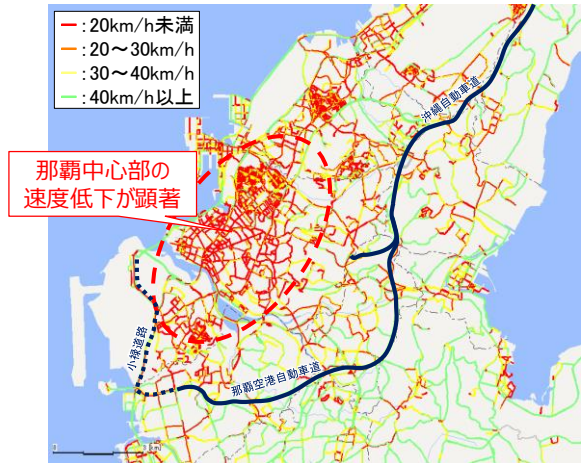 ：20km/h未満
：20～30km/h
：30～40km/h
：40km/h以上
那覇中心部の
速度低下が顕著
沖縄自動車道
小禄道路
那覇空港自動車道